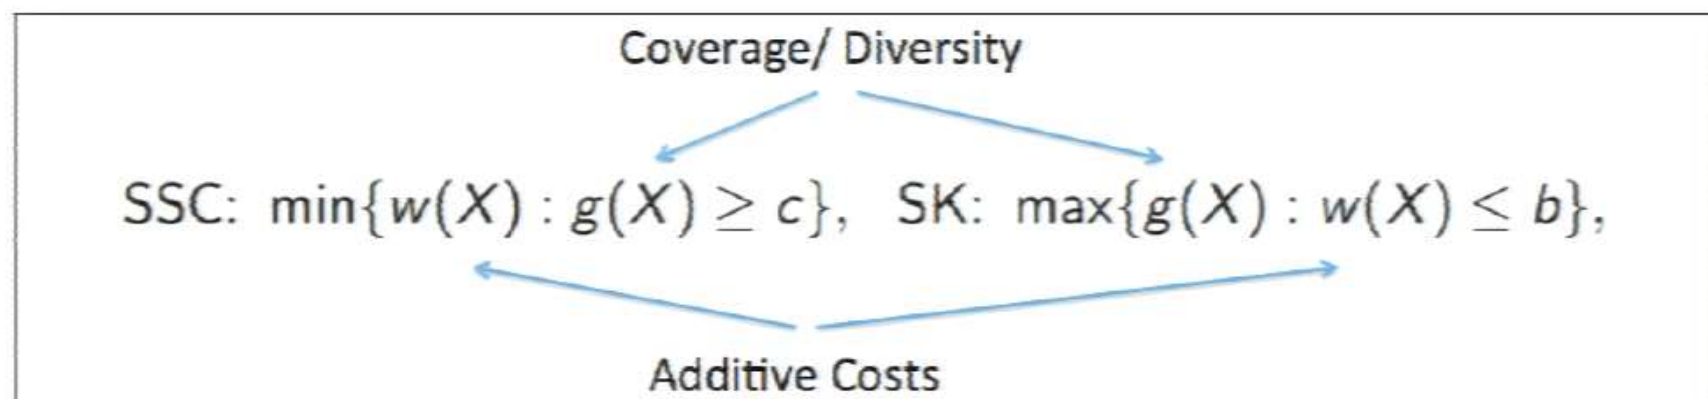 Coverage/ Diversity
SSC: min{w(X) : g(X) ≥ c}, SK: max{g(X) : w(X) ≤ b},
Additive Costs